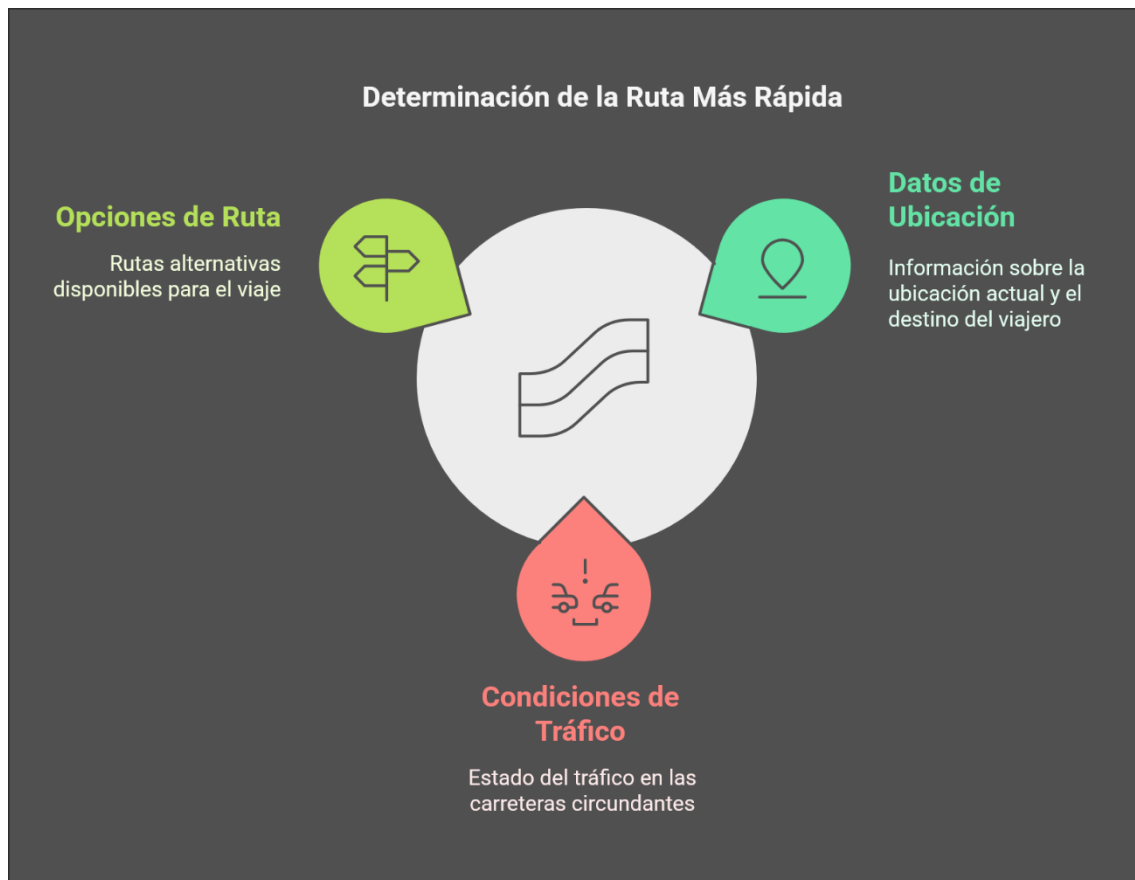 Determinación de la Ruta Más Rápida
Opciones de Ruta
Rutas alternativas
disponibles para el viaje
Datos de
Ubicación
Información sobre la
ubicación actual y el
destino del viajero
Condiciones de
Tráfico
Estado del tráfico en las
carreteras circundantes